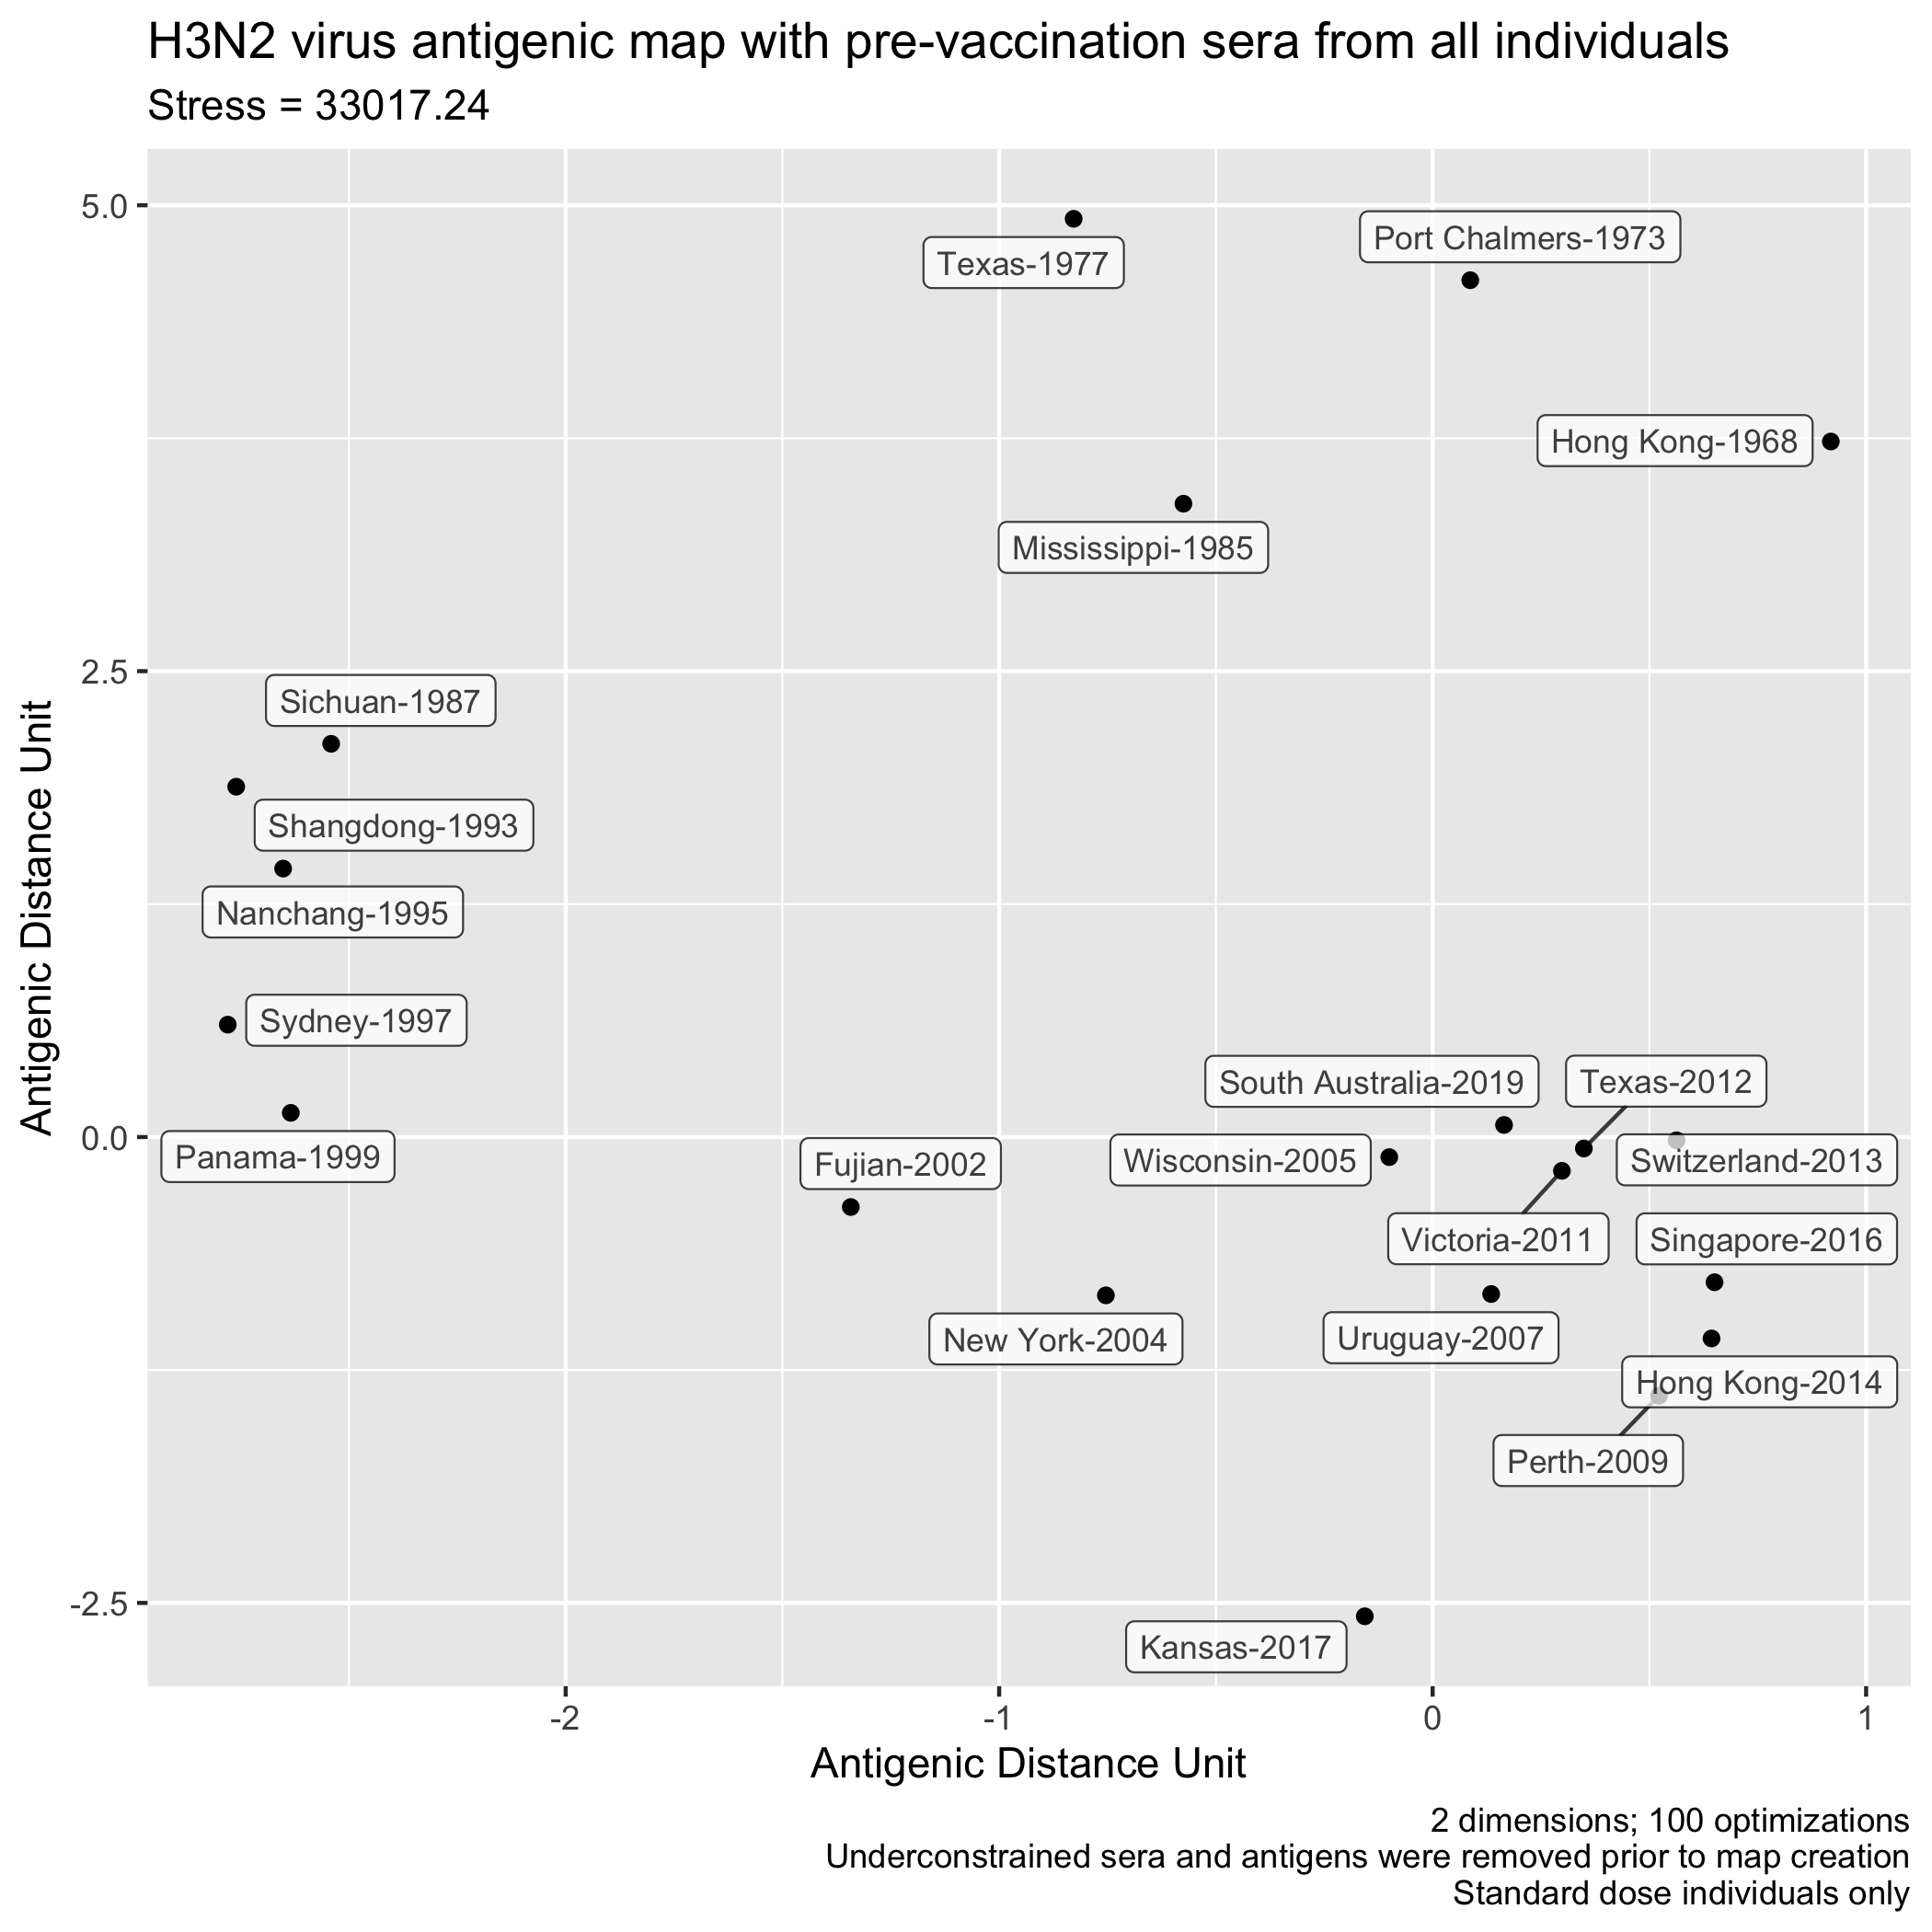 H3N2 virus antigenic map with pre-vaccination sera from all individuals
Stress = 33017.24
5.0
2.5
0.0
-2.5
Antigenic Distance Unit
Texas-1977
Port Chalmers-1973
Hong Kong-1968
Mississippi-1985
Sichuan-1987
Shangdong-1993
Nanchang-1995
Sydney-1997
Panama-1999
South Australia-2019
Texas-2012
Fujian-2002
Wisconsin-2005
Switzerland-2013
Victoria-2011
Singapore-2016
New York-2004
Uruguay-2007
Hong Kong-2014
Perth-2009
Kansas-2017
-2
-1
0
1
Antigenic Distance Unit
2 dimensions; 100 optimizations
Underconstrained sera and antigens were removed prior to map creation
Standard dose individuals only